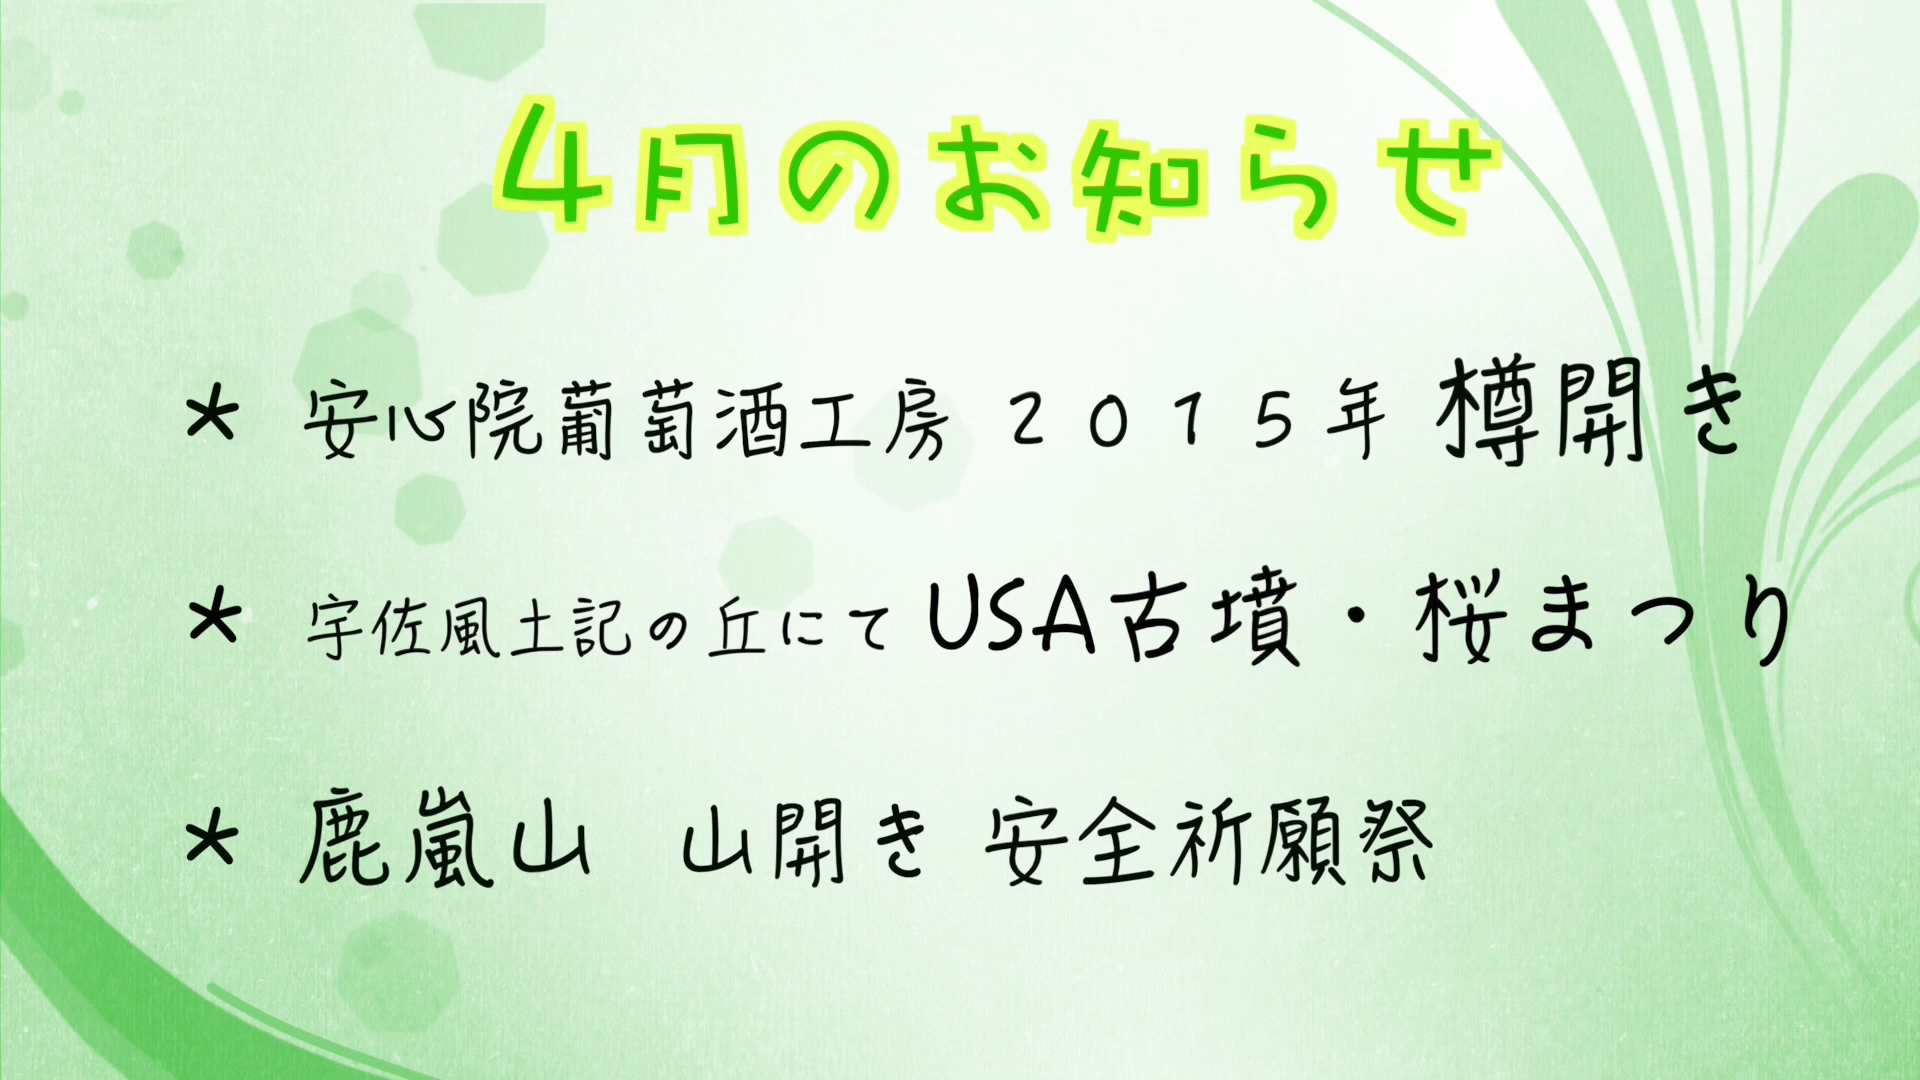 4月のお知らせ
* 安心院葡萄酒工房 2015年 樽開き
* 宇佐風土記の丘にて USA古墳・桜まつり
* 鹿嵐山 山開き 安全祈願祭